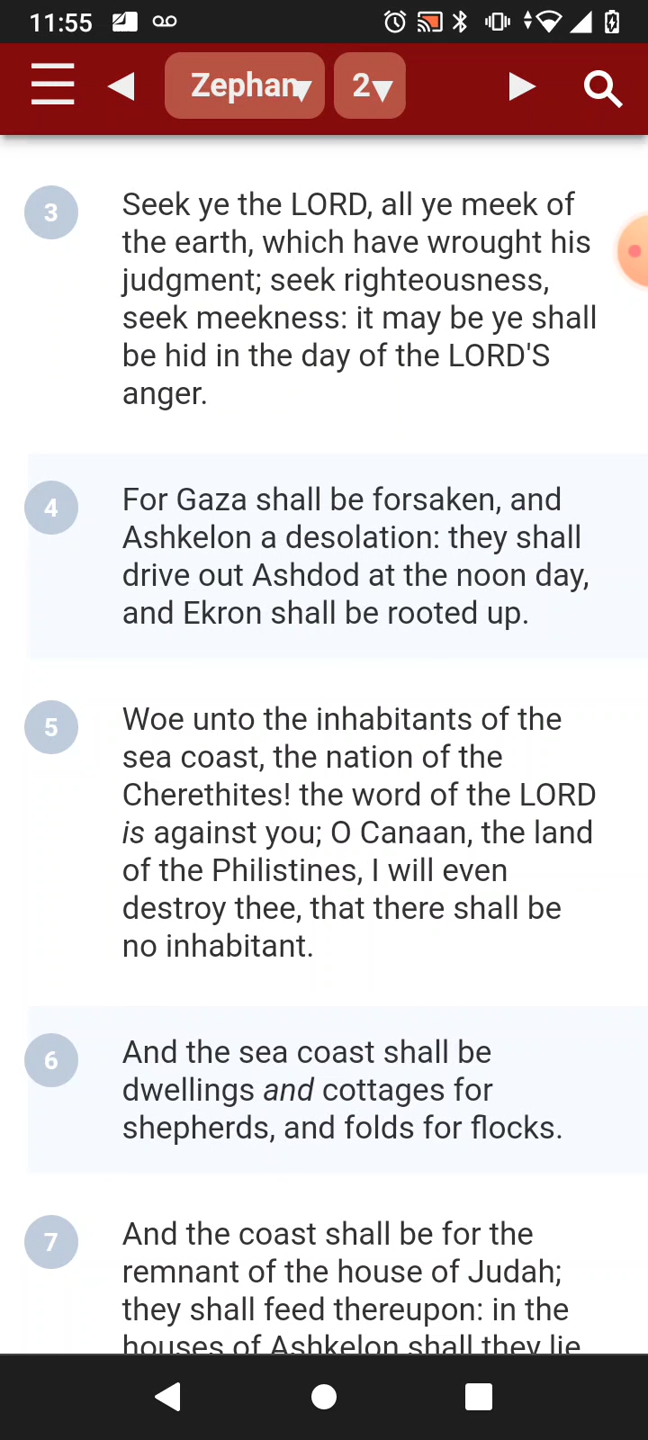 11:55
Zephan
2
3
Seek ye the LORD, all ye meek of
the earth, which have wrought his
judgment; seek righteousness,
seek meekness: it may be ye shall
be hid in the day of the LORD'S
anger.
4
For Gaza shall be forsaken, and
Ashkelon a desolation: they shall
drive out Ashdod at the noon day,
and Ekron shall be rooted up.
5
Woe unto the inhabitants of the
sea coast, the nation of the
Cherethites! the word of the LORD
is against you; O Canaan, the land
of the Philistines, I will even
destroy thee, that there shall be
no inhabitant.
6
And the sea coast shall be
dwellings and cottages for
shepherds, and folds for flocks.
7
And the coast shall be for the
remnant of the house of Judah;
they shall feed thereupon: in the
houses of Ashkelon shall they lie